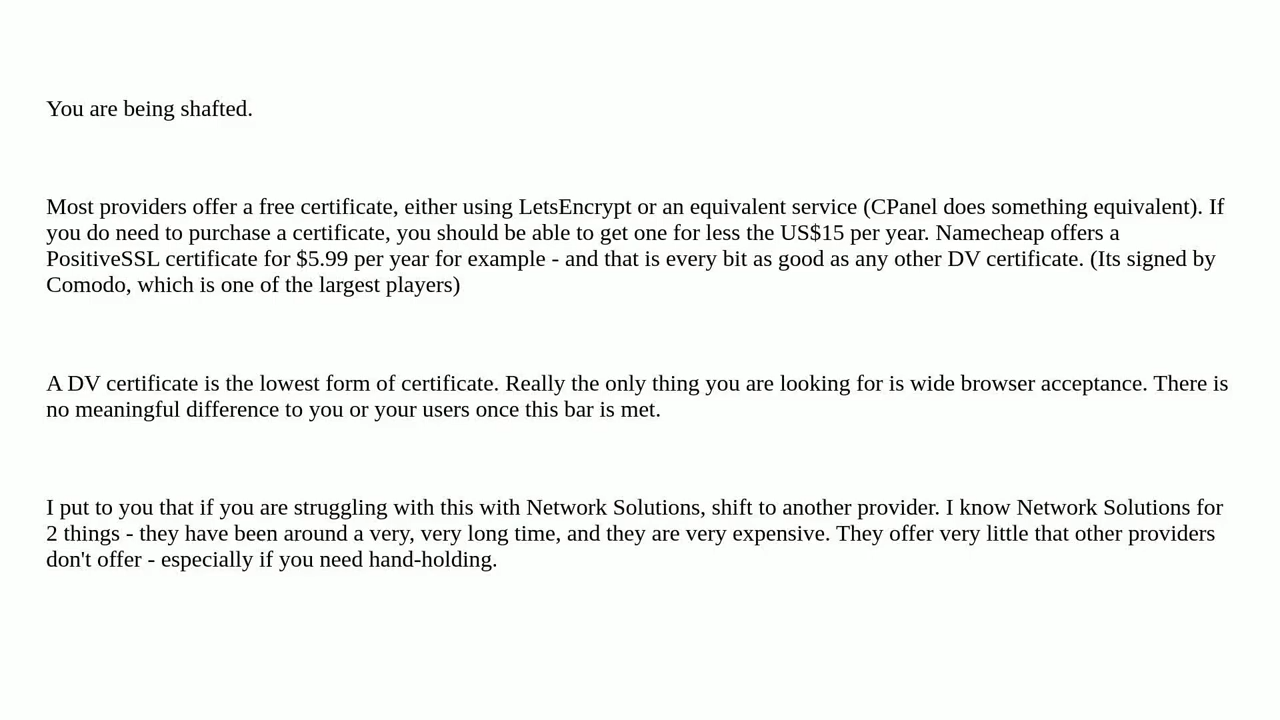 You are being shafted.
Most providers offer a free certificate, either using LetsEncrypt or an equivalent service (CPanel does something equivalent). If
you do need to purchase a certificate, you should be able to get one for less the US$15 per year. Namecheap offers a
PositiveSSL certificate for $5.99 per year for example - and that is every bit as good as any other DV certificate. (Its signed by
Comodo, which is one of the largest players)
A DV certificate is the lowest form of certificate. Really the only thing you are looking for is wide browser acceptance. There is
no meaningful difference to you or your users once this bar is met.
I put to you that if you are struggling with this with Network Solutions, shift to another provider. I know Network Solutions for
2 things - they have been around a very, very long time, and they are very expensive. They offer very little that other providers
don't offer - especially if you need hand-holding.